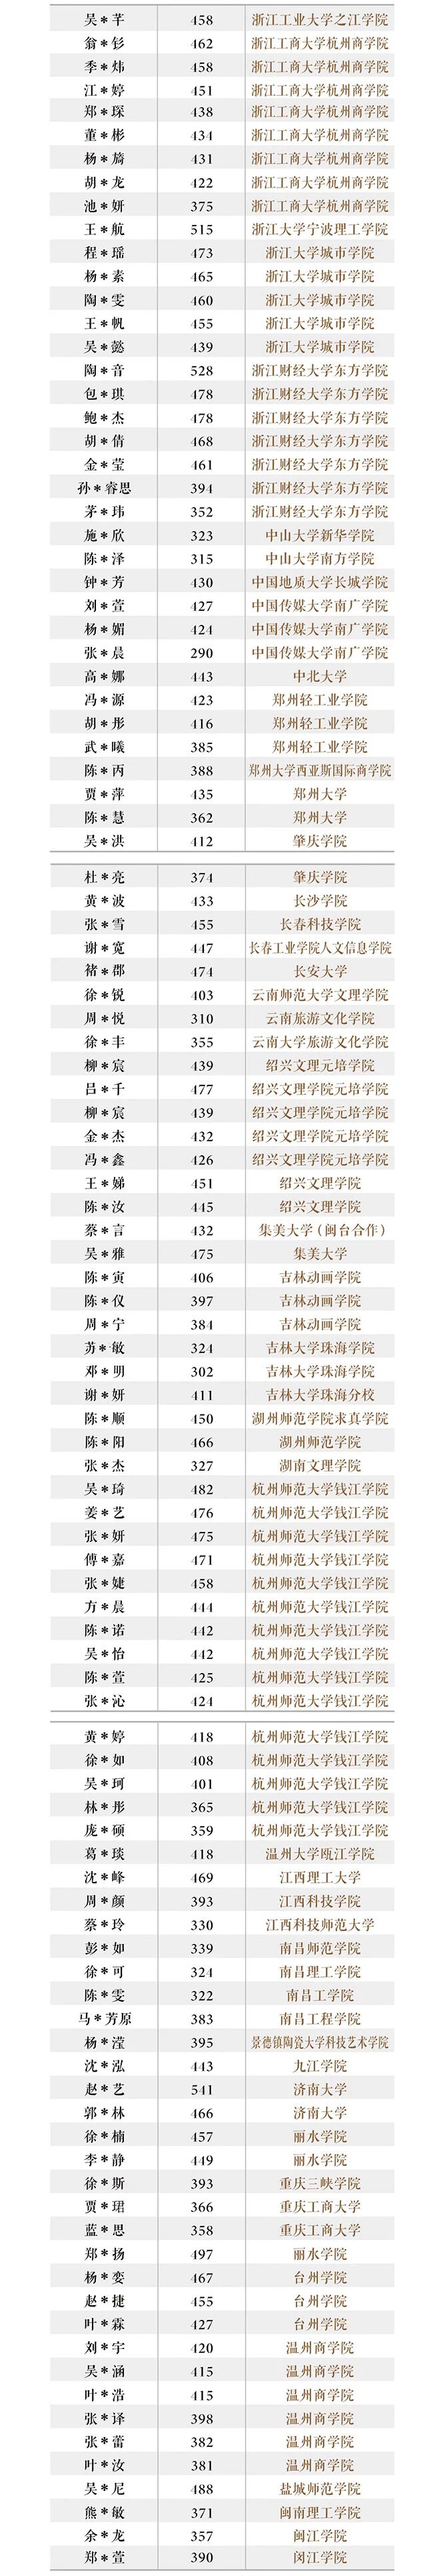 吴*芊 458 浙江工业大学之江学院
翁*钐 462 浙江工商大学杭州商学院
季*炜 458 浙江工商大学杭州商学院
江*婷 451 浙江工商大学杭州商学院
郑*琛 438 浙江工商大学杭州商学院
董*彬 434 浙江工商大学杭州商学院
杨*旖 431 浙江工商大学杭州商学院
胡*龙 422 浙江工商大学杭州商学院
池*妍 375 浙江工商大学杭州商学院
王*航 515 浙江大学宁波理工学院
程*瑶 473 浙江大学城市学院
杨*素 465 浙江大学城市学院
陶*雯 460 浙江大学城市学院
王*帆 455 浙江大学城市学院
吴*懿 439 浙江大学城市学院
陶*音 528 浙江财经大学东方学院
包*琪 478 浙江财经大学东方学院
鲍*杰 478 浙江财经大学东方学院
胡*倩 468 浙江财经大学东方学院
金*莹 461 浙江财经大学东方学院
孙*睿思 394 浙江财经大学东方学院
茅*玮 352 浙江财经大学东方学院
施*欣 323 中山大学新华学院
陈*泽 315 中山大学南方学院
钟*芳 430 中国地质大学长城学院
刘*萱 427 中国传媒大学南广学院
杨*媚 424 中国传媒大学南广学院
张*晨 290 中国传媒大学南广学院
高*娜 443 中北大学
冯*源 423 郑州轻工业学院
胡*彤 416 郑州轻工业学院
武*曦 385 郑州轻工业学院
陈*丙 388 郑州大学西亚斯国际商学院
贾*萍 435 郑州大学
陈*慧 362 郑州大学
吴*洪 412 肇庆学院
杜*亮 374 肇庆学院
黄*波 433 长沙学院
张*雪 455 长春科技学院
谢*宽 447 长春工业学院人文信息学院
褚*郡 474 长安大学
徐*锐 403 云南师范大学文理学院
周*悦 310 云南旅游文化学院
徐*丰 355 云南大学旅游文化学院
柳*宸 439 绍兴文理元培学院
吕*千 477 绍兴文理学院元培学院
柳*宸 439 绍兴文理学院元培学院
金*杰 432 绍兴文理学院元培学院
冯*鑫 426 绍兴文理学院元培学院
王*娣 451 绍兴文理学院
陈*汝 445 绍兴文理学院
蔡*言 432 集美大学(闽台合作)
吴*雅 475 集美大学
陈*寅 406 吉林动画学院
陈*仪 397 吉林动画学院
周*宁 384 吉林动画学院
苏*敏 324 吉林大学珠海学院
邓*明 302 吉林大学珠海学院
谢*妍 411 吉林大学珠海分校
陈*顺 450 湖州师范学院求真学院
陈*阳 466 湖州师范学院
张*杰 327 湖南文理学院
吴*琦 482 杭州师范大学钱江学院
姜*艺 476 杭州师范大学钱江学院
张*妍 475 杭州师范大学钱江学院
傅*嘉 471 杭州师范大学钱江学院
张*婕 458 杭州师范大学钱江学院
方*晨 444 杭州师范大学钱江学院
陈*诺 442 杭州师范大学钱江学院
吴*怡 442 杭州师范大学钱江学院
陈*萱 425 杭州师范大学钱江学院
张*沁 424 杭州师范大学钱江学院
黄*婷 418 杭州师范大学钱江学院
徐*如 408 杭州师范大学钱江学院
吴*珂 401 杭州师范大学钱江学院
林*彤 365 杭州师范大学钱江学院
庞*硕 359 杭州师范大学钱江学院
葛*琰 418 温州大学瓯江学院
沈*峰 469 江西理工大学
周*颜 393 江西科技学院
蔡*玲 330 江西科技师范大学
彭*如 339 南昌师范学院
徐*可 324 南昌理工学院
陈*雯 322 南昌工学院
马*芳原 383 南昌工程学院
杨*滢 395 景德镇陶瓷大学科技艺术学院
沈*泓 443 九江学院
赵*艺 541 济南大学
郭*林 466 济南大学
徐*楠 457 丽水学院
李*静 449 丽水学院
徐*斯 393 重庆三峡学院
贾*珺 366 重庆工商大学
蓝*思 358 重庆工商大学
郑*扬 497 丽水学院
杨*娈 467 台州学院
赵*捷 455 台州学院
叶*霖 427 台州学院
刘*宇 420 温州商学院
吴*涵 415 温州商学院
叶*浩 415 温州商学院
张*译 398 温州商学院
张*蕾 382 温州商学院
叶*汝 381 温州商学院
吴*尼 488 盐城师范学院
熊*敏 371 闽南理工学院
余*龙 357 闽江学院
郑*萱 390 闵江学院